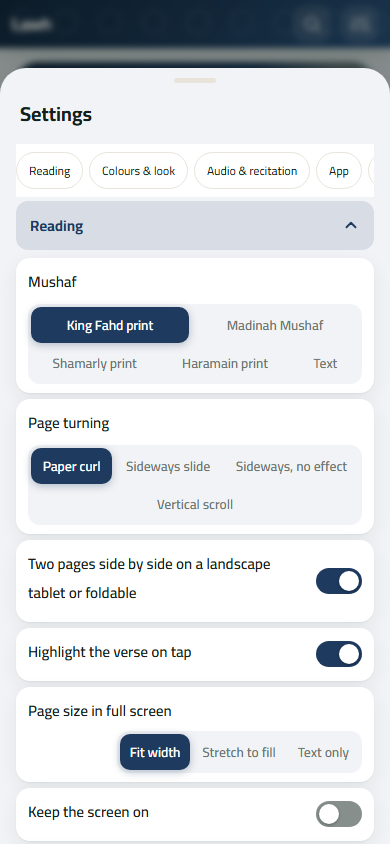 Settings
Reading
Colours & look
Audio & recitation
App
Reading
Mushaf
King Fahd print
Madinah Mushaf
Shamarly print
Haramain print
Text
Page turning
Paper curl
Sideways slide
Sideways, no effect
Vertical scroll
Two pages side by side on a landscape
tablet or foldable
Highlight the verse on tap
Page size in full screen
Fit width
Stretch to fill
Text only
Keep the screen on